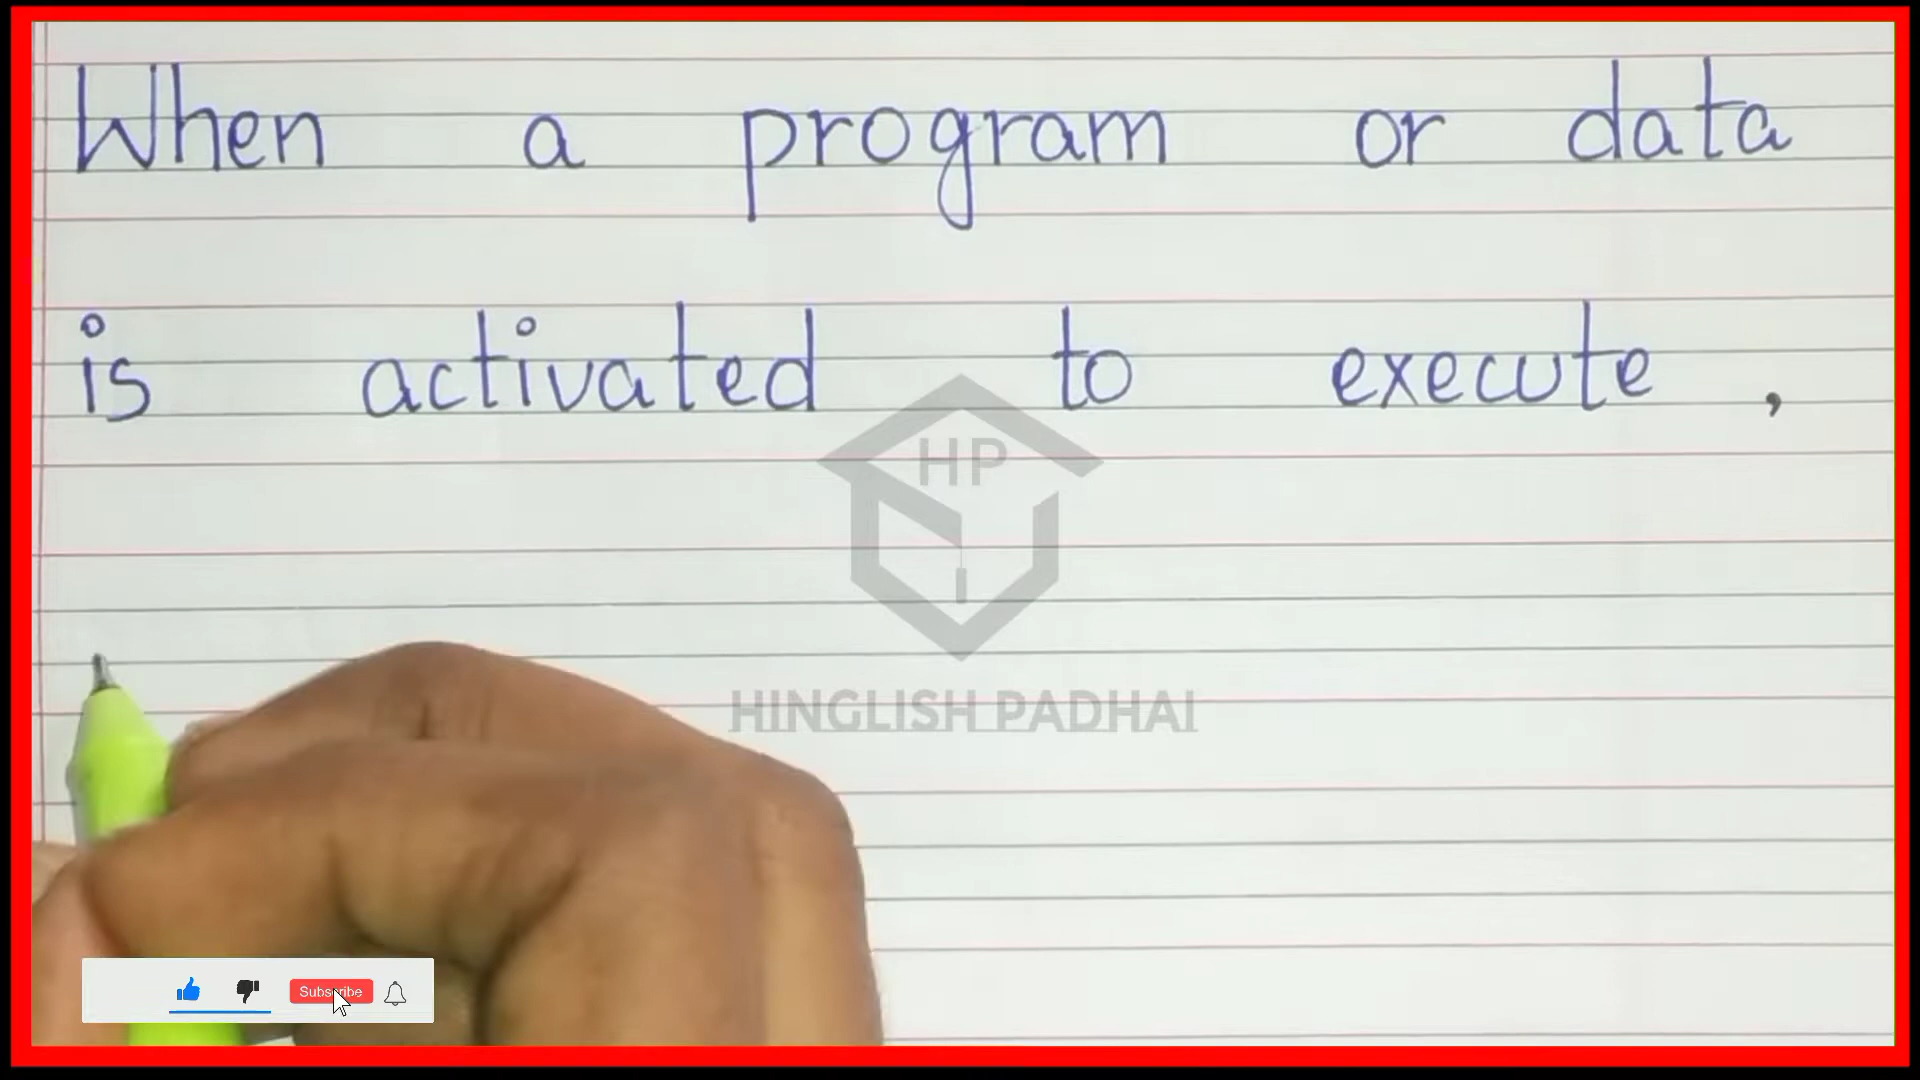 When a program or data
is activated to execute ,
HP
HINGLISH PADHAI
Subscribe